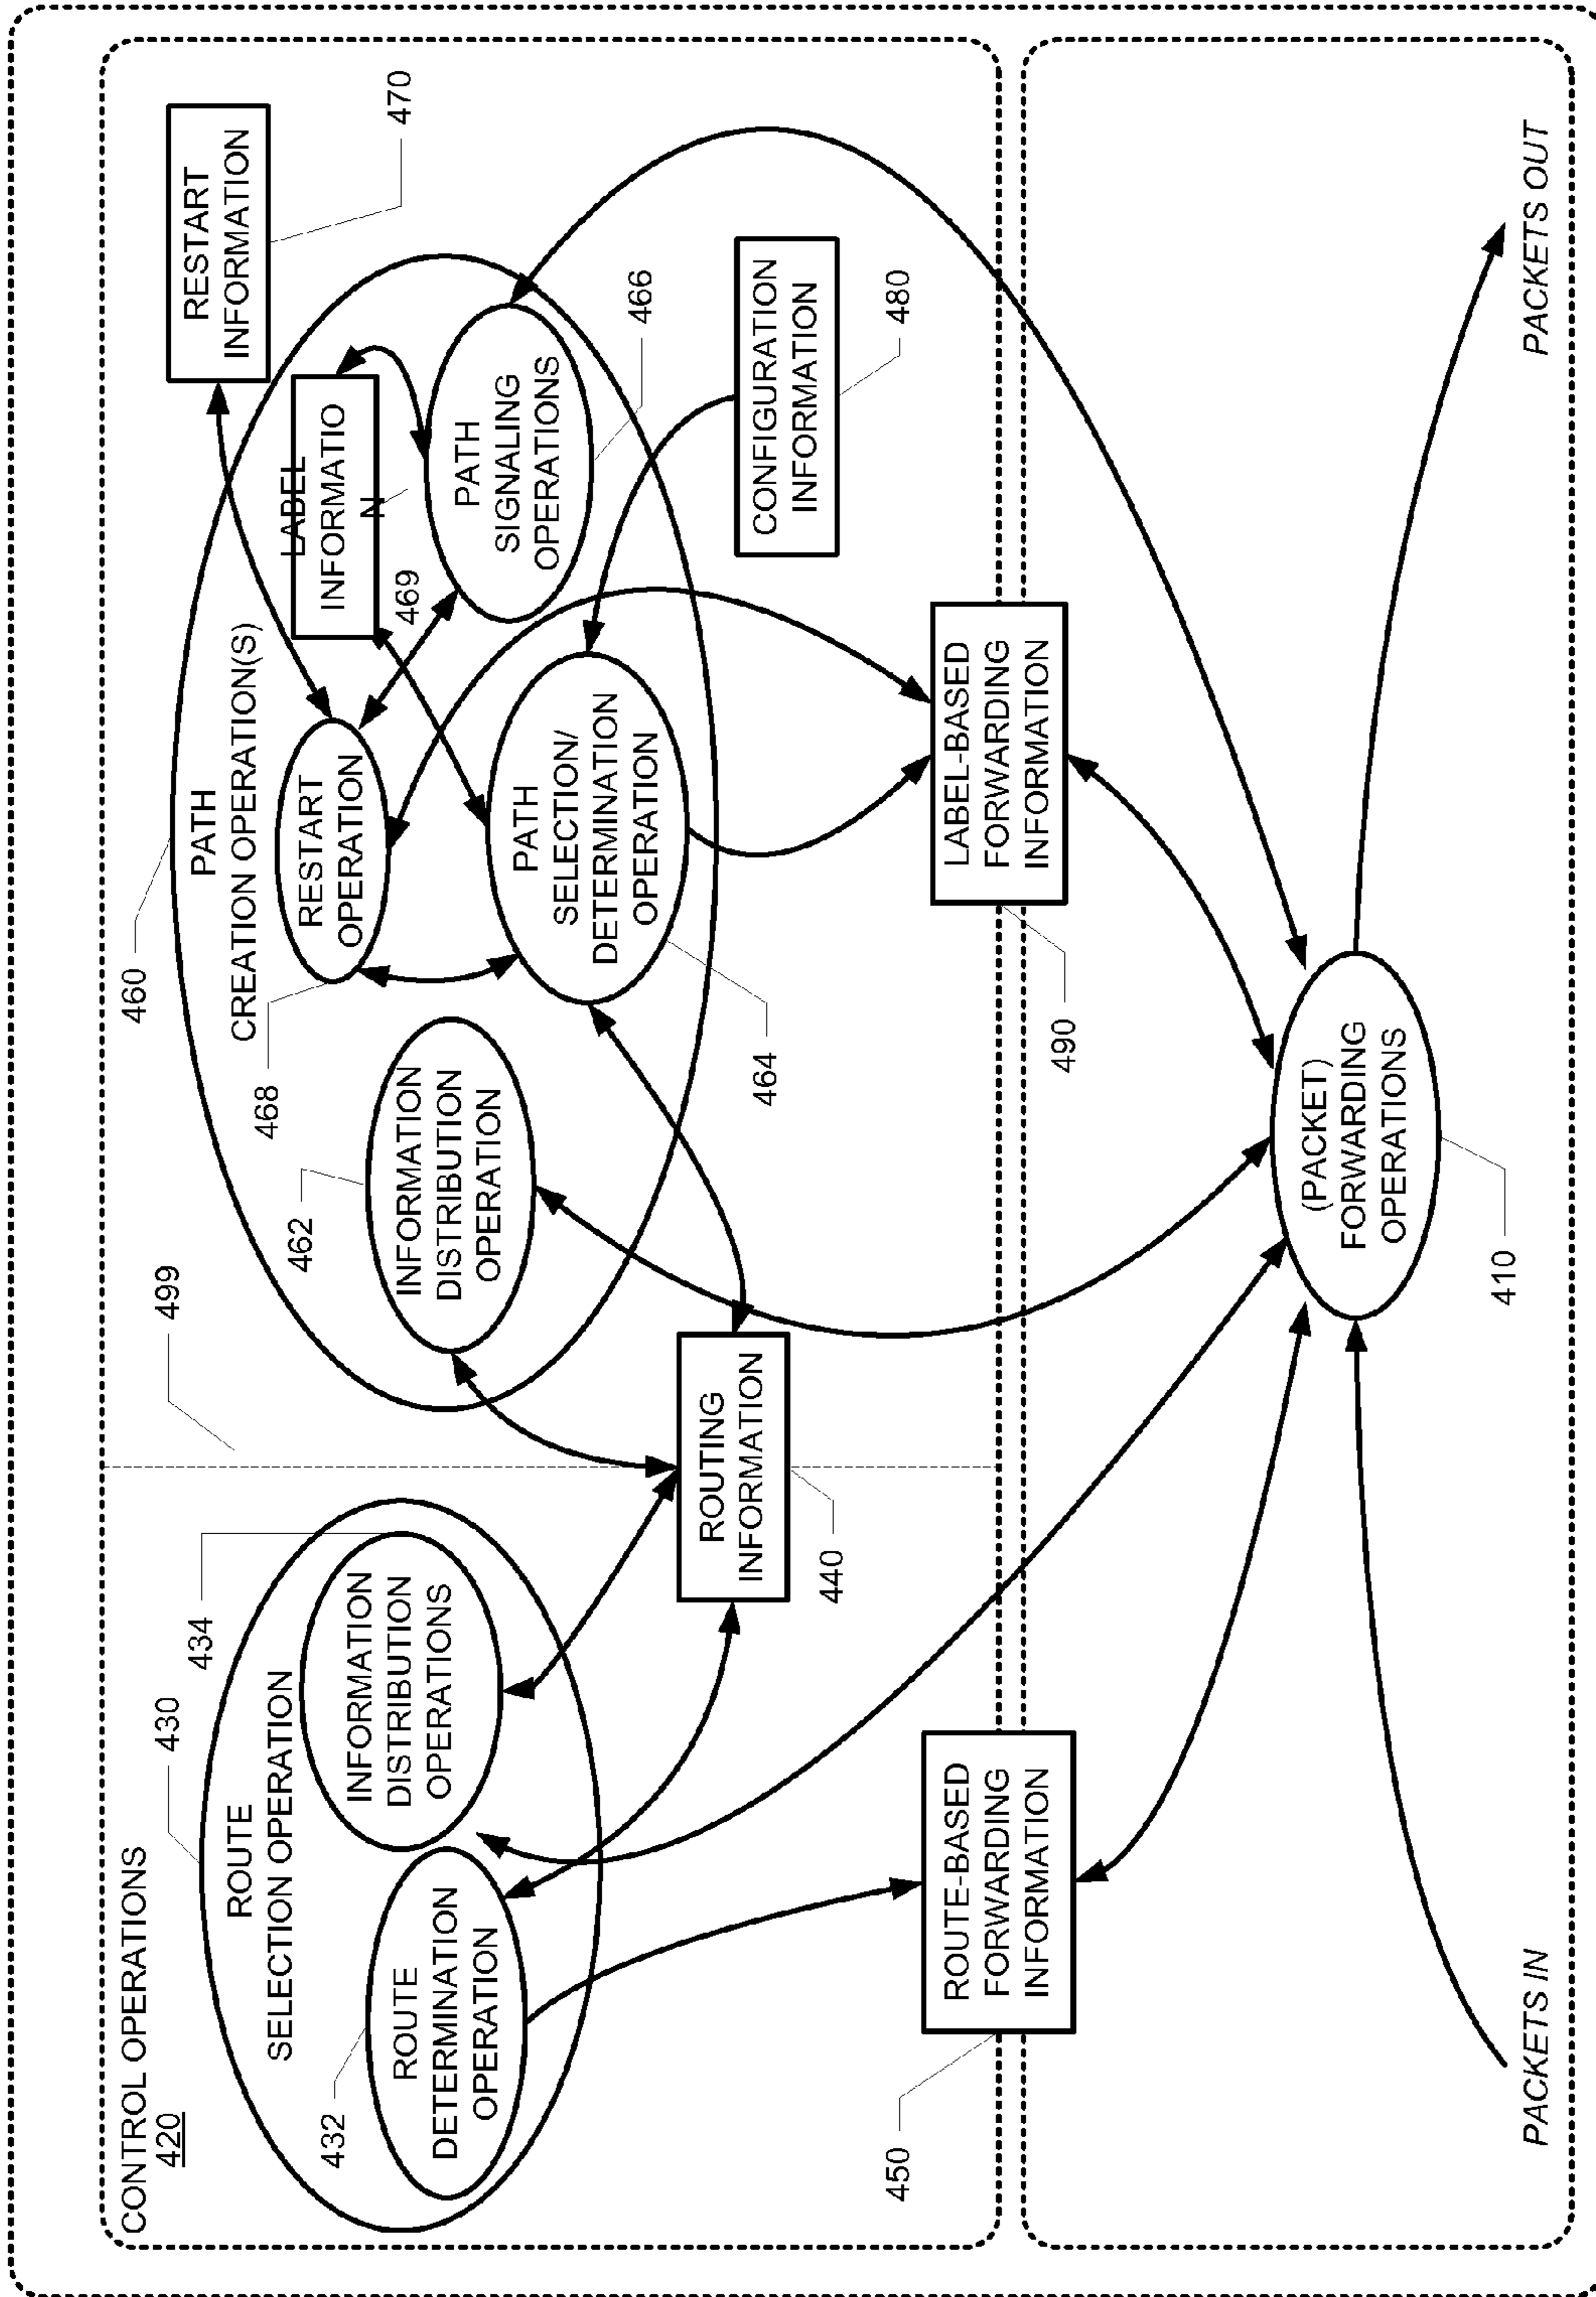 CONTROL OPERATIONS
420
430
ROUTE
SELECTION OPERATION
434
INFORMATION
DISTRIBUTION
OPERATIONS
432
ROUTE
DETERMINATION
OPERATION
499
460
PATH
CREATION OPERATION(S)
468
RESTART
OPERATION
462
INFORMATION
DISTRIBUTION
OPERATION
PATH
SELECTION/
DETERMINATION
OPERATION
464
LABEL
INFORMATIO
N
469
PATH
SIGNALING
OPERATIONS
466
RESTART
INFORMATION
470
CONFIGURATION
INFORMATION
480
ROUTING
INFORMATION
440
ROUTE-BASED
FORWARDING
INFORMATION
450
LABEL-BASED
FORWARDING
INFORMATION
490
(PACKET)
FORWARDING
OPERATIONS
410
PACKETS IN
PACKETS OUT